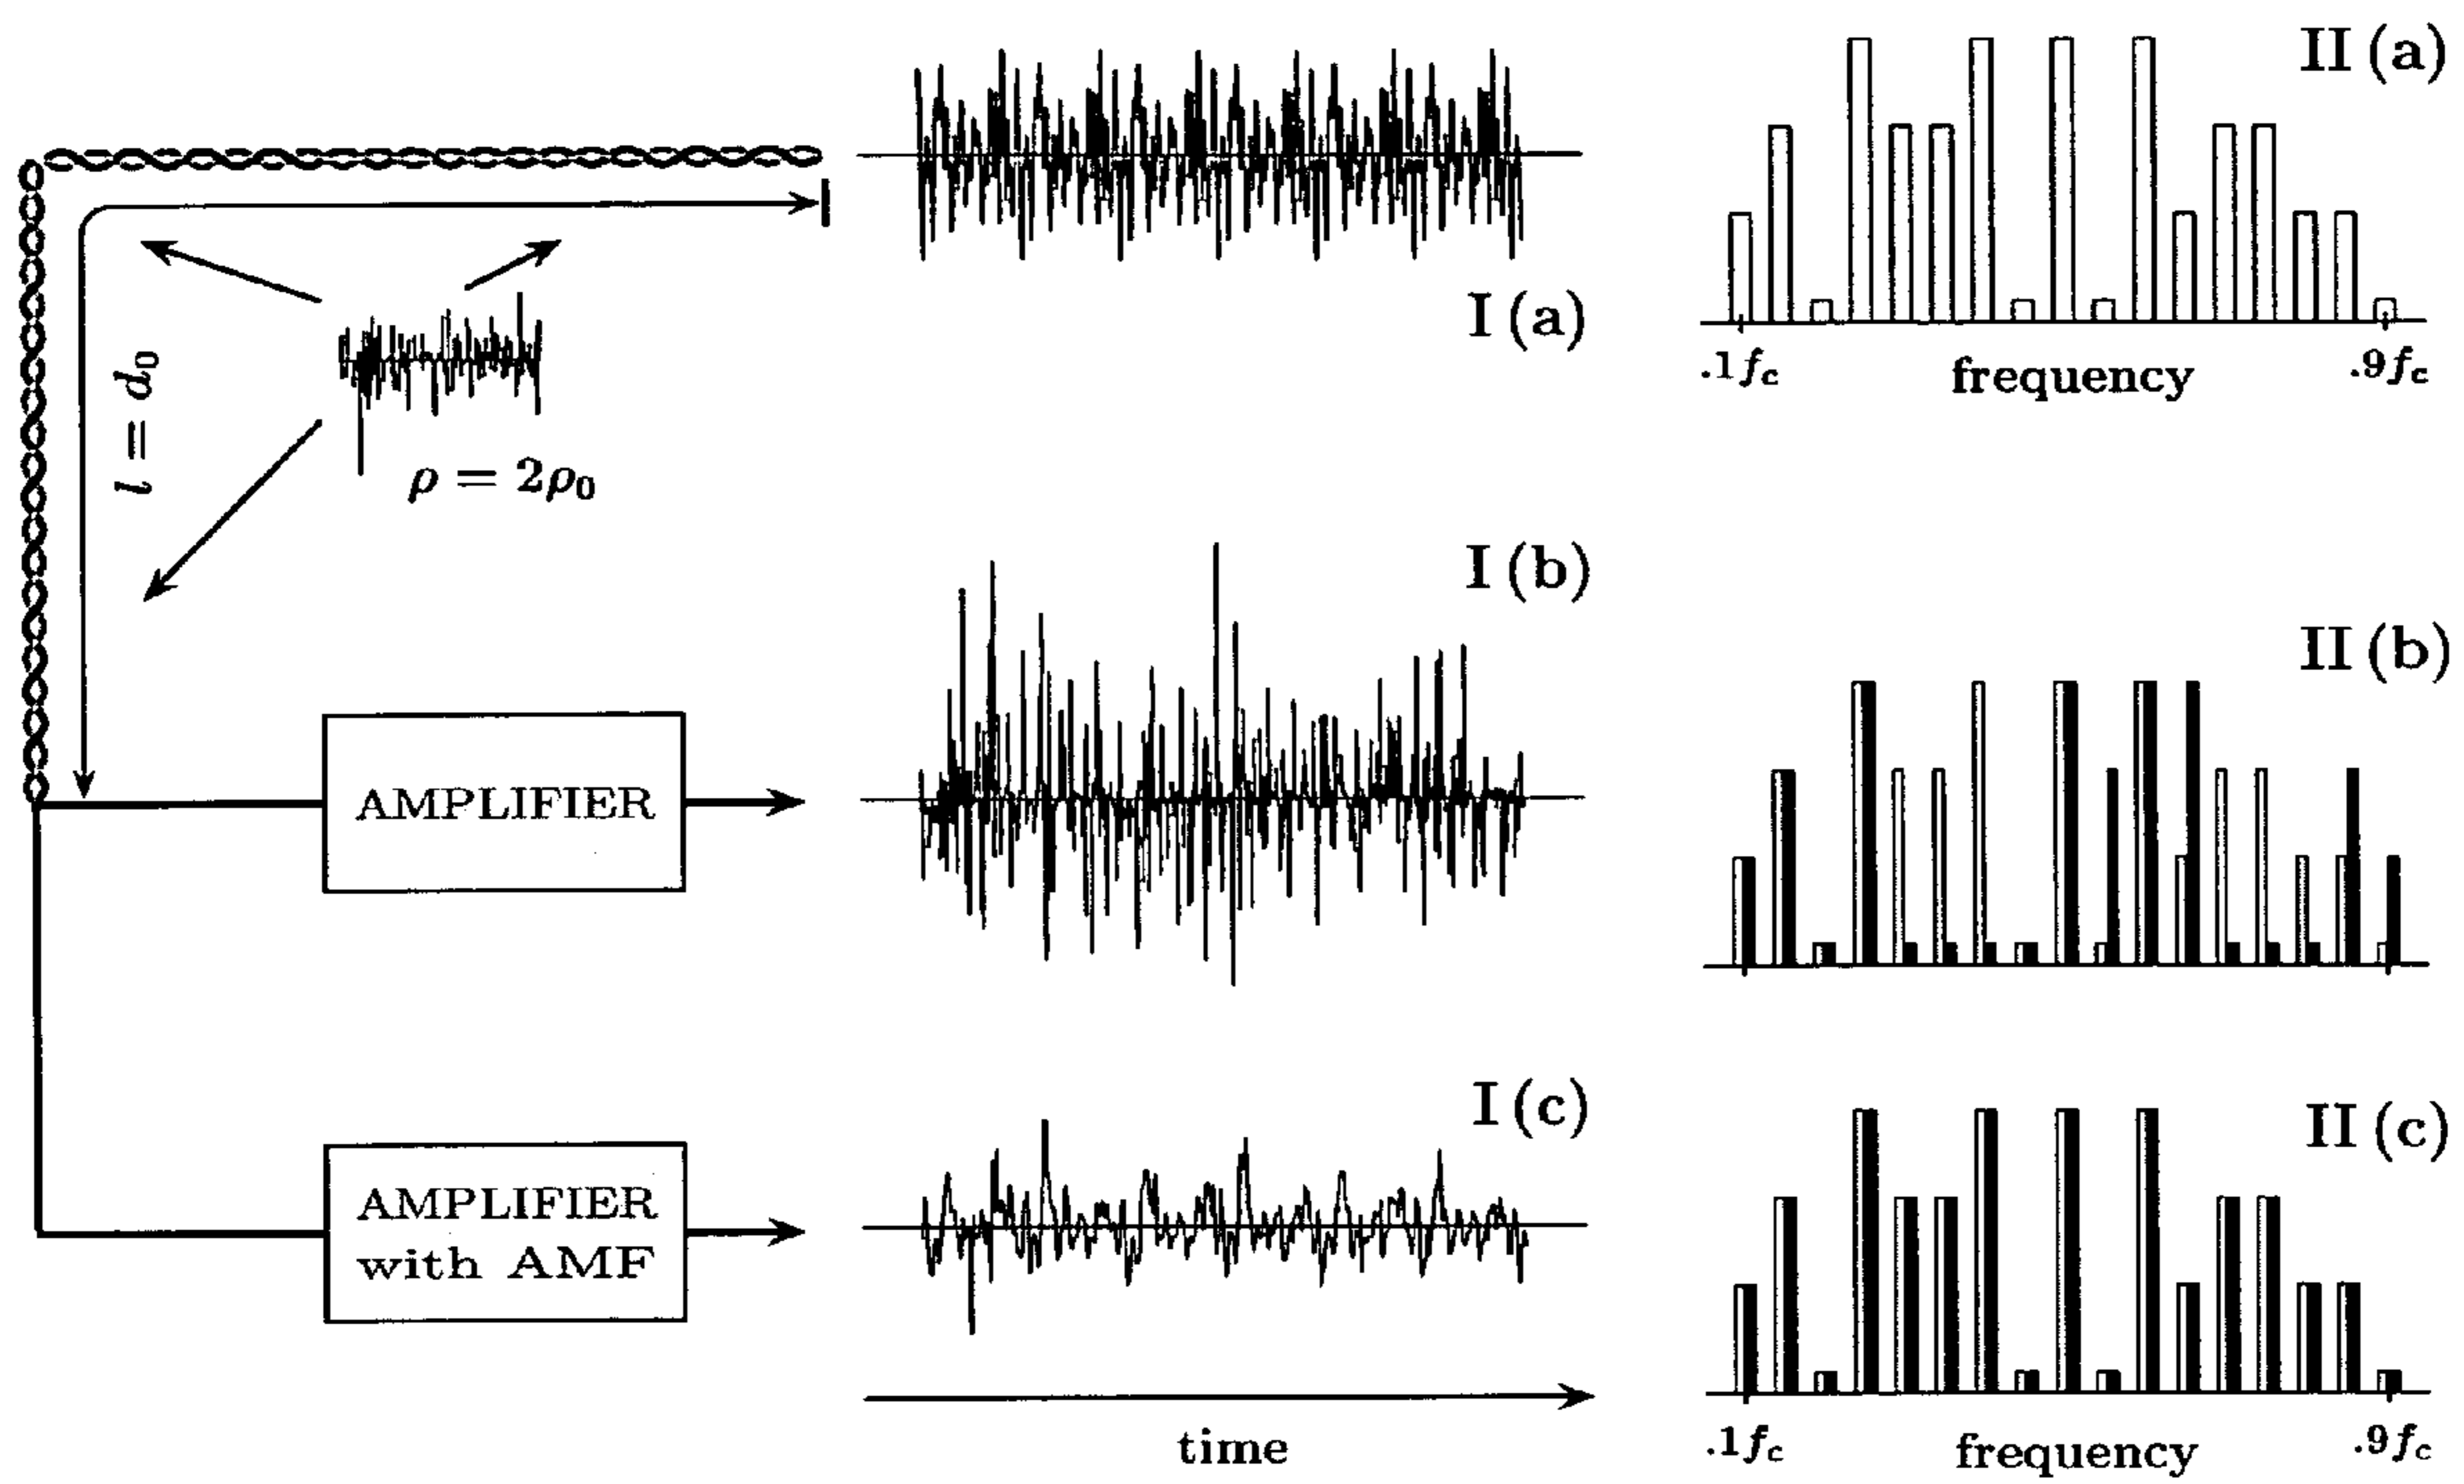 II (a)
I (a)
.1fc
frequency
.9fc
l = d0
ρ = 2ρ0
I (b)
II (b)
AMPLIFIER
I (c)
II (c)
AMPLIFIER
with AMF
time
.1fc
frequency
.9fc